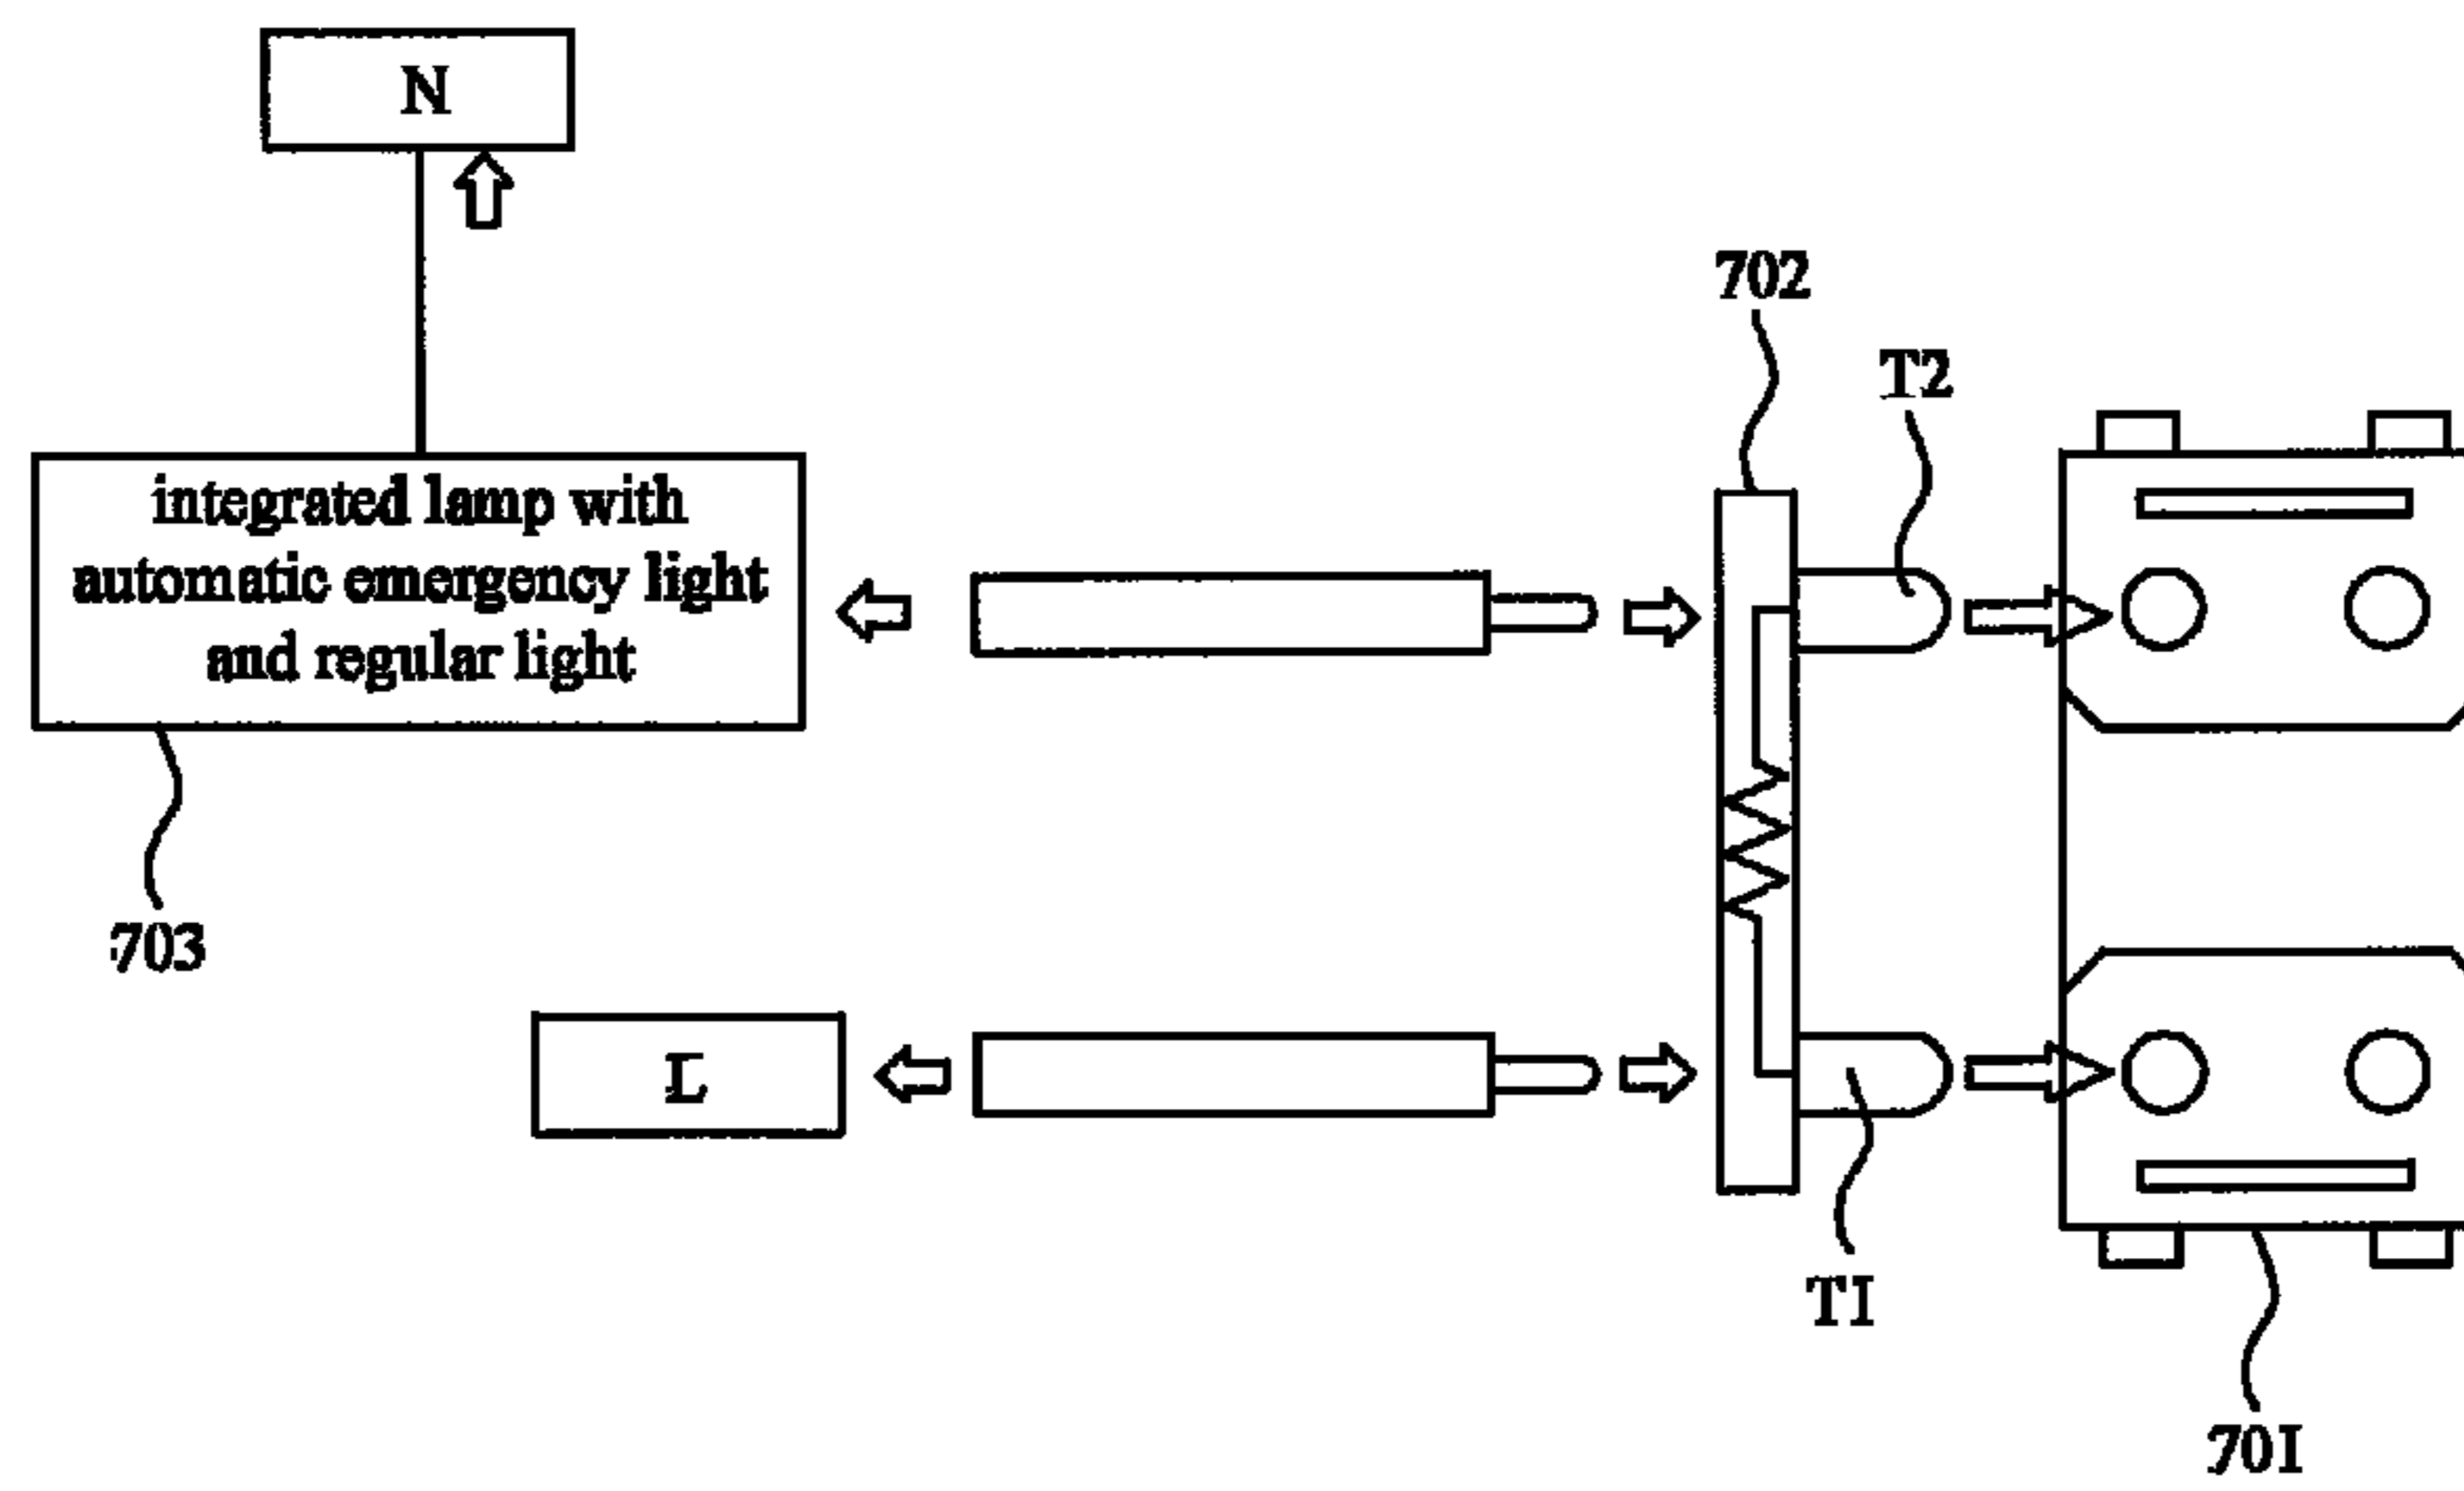 N
702
T2
integrated lamp with
automatic emergency light
and regular light
703
L
T1
701